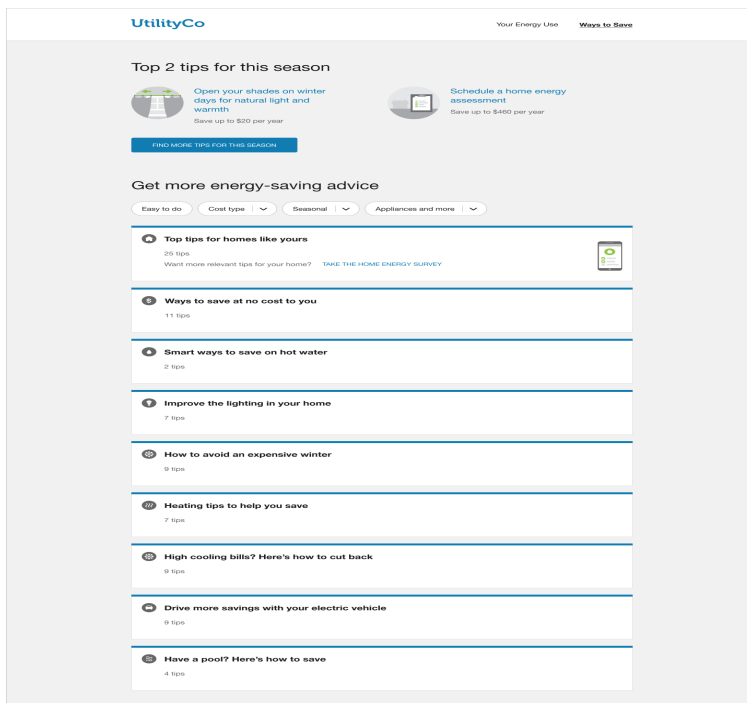 UtilityCo
Your Energy Use
Ways to Save
Top 2 tips for this season
Open your shades on winter
days for natural light and
warmth
Save up to $20 per year
Schedule a home energy
assessment
Save up to $460 per year
FIND MORE TIPS FOR THIS SEASON
Get more energy-saving advice
Easy to do
Cost type
Seasonal
Appliances and more
Top tips for homes like yours
25 tips
Want more relevant tips for your home? TAKE THE HOME ENERGY SURVEY
$ Ways to save at no cost to you
11 tips
Smart ways to save on hot water
2 tips
Improve the lighting in your home
7 tips
How to avoid an expensive winter
9 tips
Heating tips to help you save
7 tips
High cooling bills? Here's how to cut back
9 tips
Drive more savings with your electric vehicle
9 tips
Have a pool? Here's how to save
4 tips